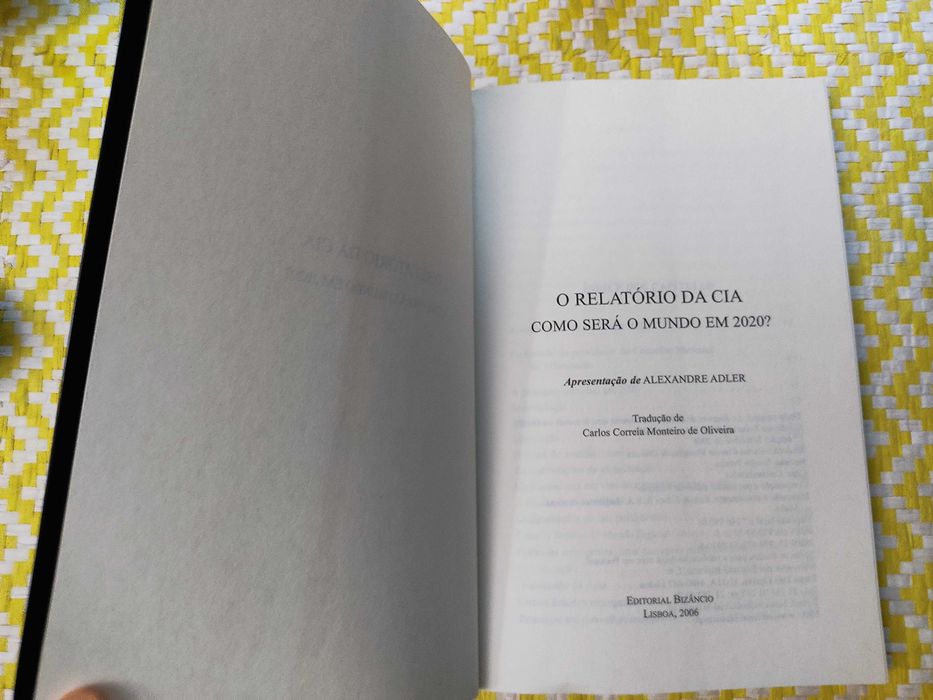 O RELATÓRIO DA CIA
COMO SERÁ O MUNDO EM 2020?
Apresentação de ALEXANDRE ADLER
Tradução de
Carlos Correia Monteiro de Oliveira
EDITORIAL BIZÂNCIO
LISBOA, 2006